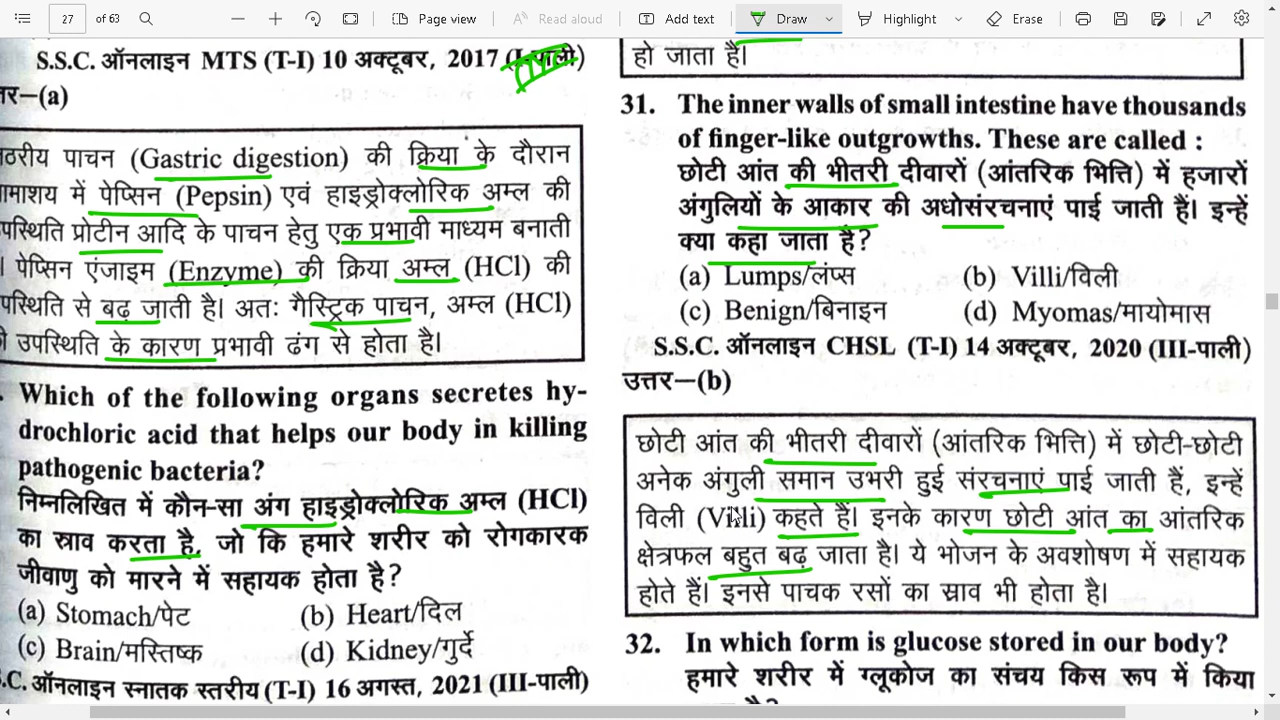 27 of 63
Page view
Read aloud
Add text
Draw
Highlight
Erase
S.S.C. ऑनलाइन MTS (T-I) 10 अक्टूबर, 2017 (I-पाली)
तर–(a)
ठरीय पाचन (Gastric digestion) की क्रिया के दौरान
माशय में पेप्सिन (Pepsin) एवं हाइड्रोक्लोरिक अम्ल की
पस्थिति प्रोटीन आदि के पाचन हेतु एक प्रभावी माध्यम बनाती
। पेप्सिन एंजाइम (Enzyme) की क्रिया अम्ल (HCl) की
पस्थिति से बढ़ जाती है। अतः गैस्ट्रिक पाचन, अम्ल (HCl)
उपस्थिति के कारण प्रभावी ढंग से होता है।
Which of the following organs secretes hy-
drochloric acid that helps our body in killing
pathogenic bacteria?
निम्नलिखित में कौन-सा अंग हाइड्रोक्लोरिक अम्ल (HCl)
का स्राव करता है, जो कि हमारे शरीर को रोगकारक
जीवाणु को मारने में सहायक होता है?
(a) Stomach/पेट (b) Heart/दिल
(c) Brain/मस्तिष्क (d) Kidney/गुर्दे
.C. ऑनलाइन स्नातक स्तरीय (T-I) 16 अगस्त, 2021 (III-पाली)
हो जाता है।
31. The inner walls of small intestine have thousands
of finger-like outgrowths. These are called :
छोटी आंत की भीतरी दीवारों (आंतरिक भित्ति) में हजारों
अंगुलियों के आकार की अधोसंरचनाएं पाई जाती हैं। इन्हें
क्या कहा जाता है?
(a) Lumps/लंप्स (b) Villi/विली
(c) Benign/बिनाइन (d) Myomas/मायोमास
S.S.C. ऑनलाइन CHSL (T-I) 14 अक्टूबर, 2020 (III-पाली)
उत्तर–(b)
छोटी आंत की भीतरी दीवारों (आंतरिक भित्ति) में छोटी-छोटी
अनेक अंगुली समान उभरी हुई संरचनाएं पाई जाती हैं, इन्हें
विली (Villi) कहते हैं। इनके कारण छोटी आंत का आंतरिक
क्षेत्रफल बहुत बढ़ जाता है। ये भोजन के अवशोषण में सहायक
होते हैं। इनसे पाचक रसों का स्राव भी होता है।
32. In which form is glucose stored in our body?
हमारे शरीर में ग्लूकोज का संचय किस रूप में किया